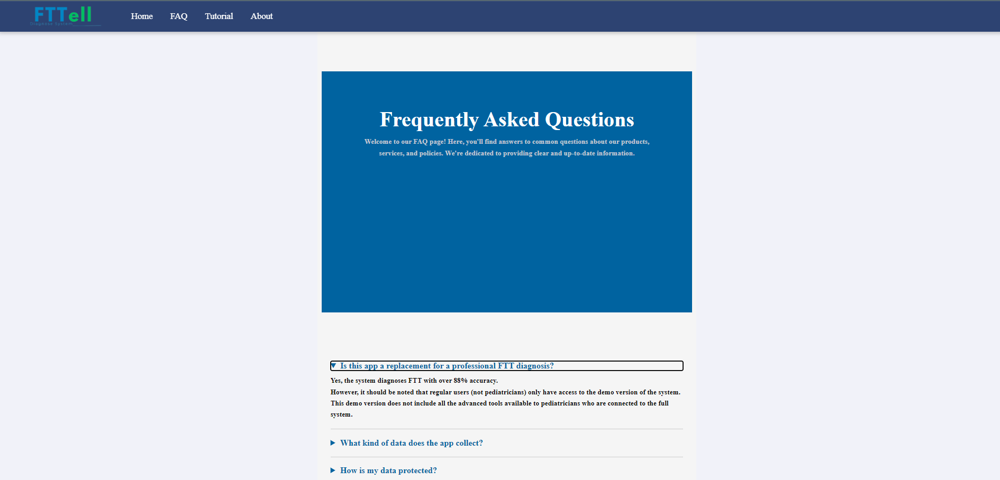 FTTell
Diagnose System
Home FAQ Tutorial About
Frequently Asked Questions
Welcome to our FAQ page! Here, you'll find answers to common questions about our products,
services, and policies. We're dedicated to providing clear and up-to-date information.
Is this app a replacement for a professional FTT diagnosis?
Yes, the system diagnoses FTT with over 88% accuracy.
However, it should be noted that regular users (not pediatricians) only have access to the demo version of the system.
This demo version does not include all the advanced tools available to pediatricians who are connected to the full
system.
What kind of data does the app collect?
How is my data protected?